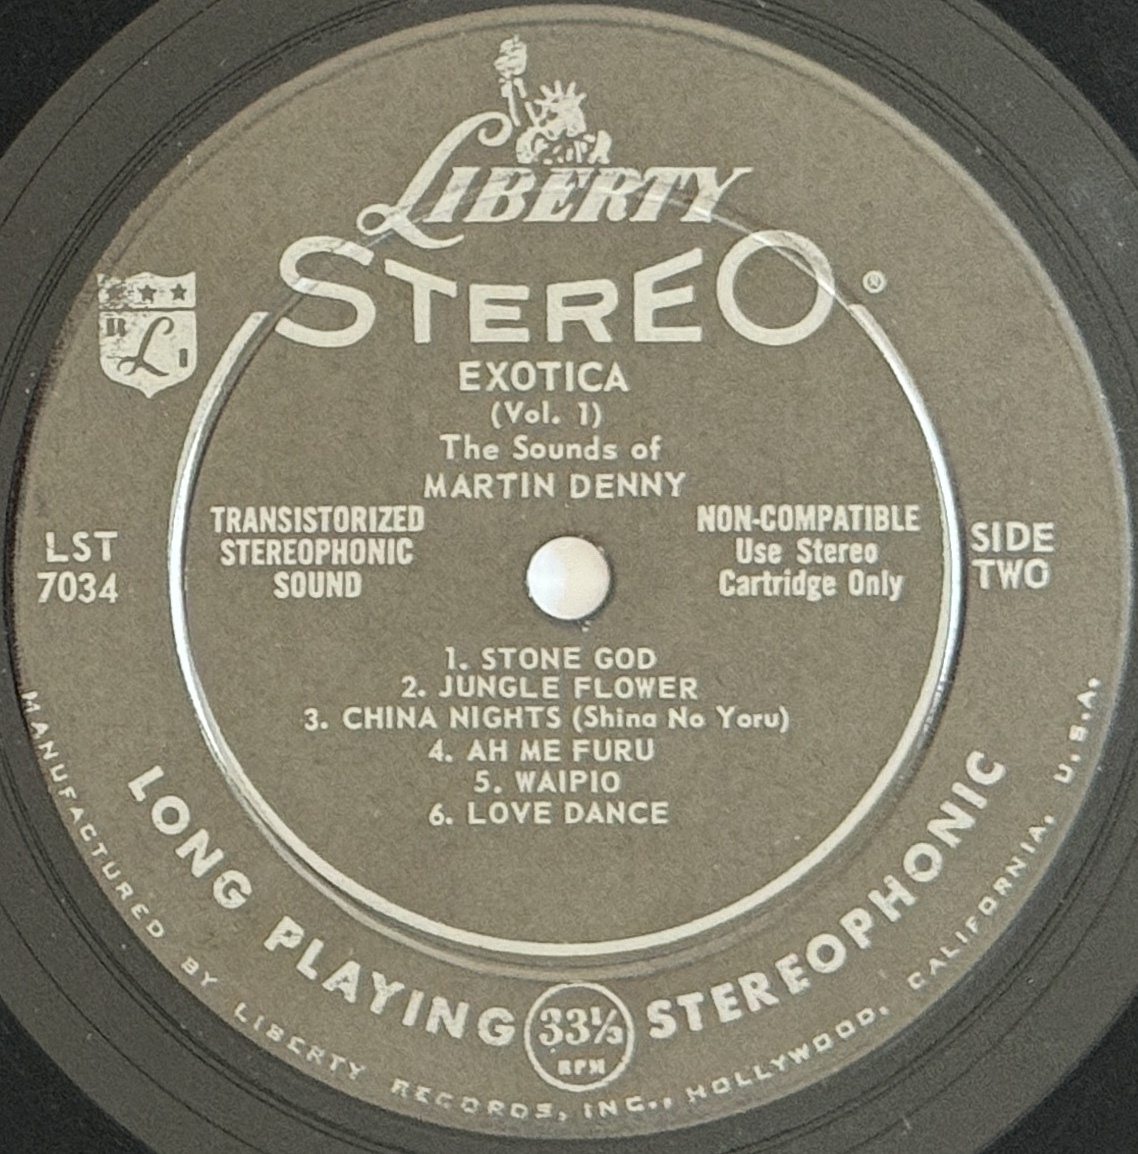 LIBERTY
STEREO ®
R L I
EXOTICA
(Vol. 1)
The Sounds of
MARTIN DENNY
TRANSISTORIZED
STEREOPHONIC
SOUND
NON-COMPATIBLE
Use Stereo
Cartridge Only
LST
7034
SIDE
TWO
1. STONE GOD
2. JUNGLE FLOWER
3. CHINA NIGHTS (Shina No Yoru)
4. AH ME FURU
5. WAIPIO
6. LOVE DANCE
LONG PLAYING 33⅓ RPM STEREOPHONIC
MANUFACTURED BY LIBERTY RECORDS, INC., HOLLYWOOD, CALIFORNIA, U.S.A.